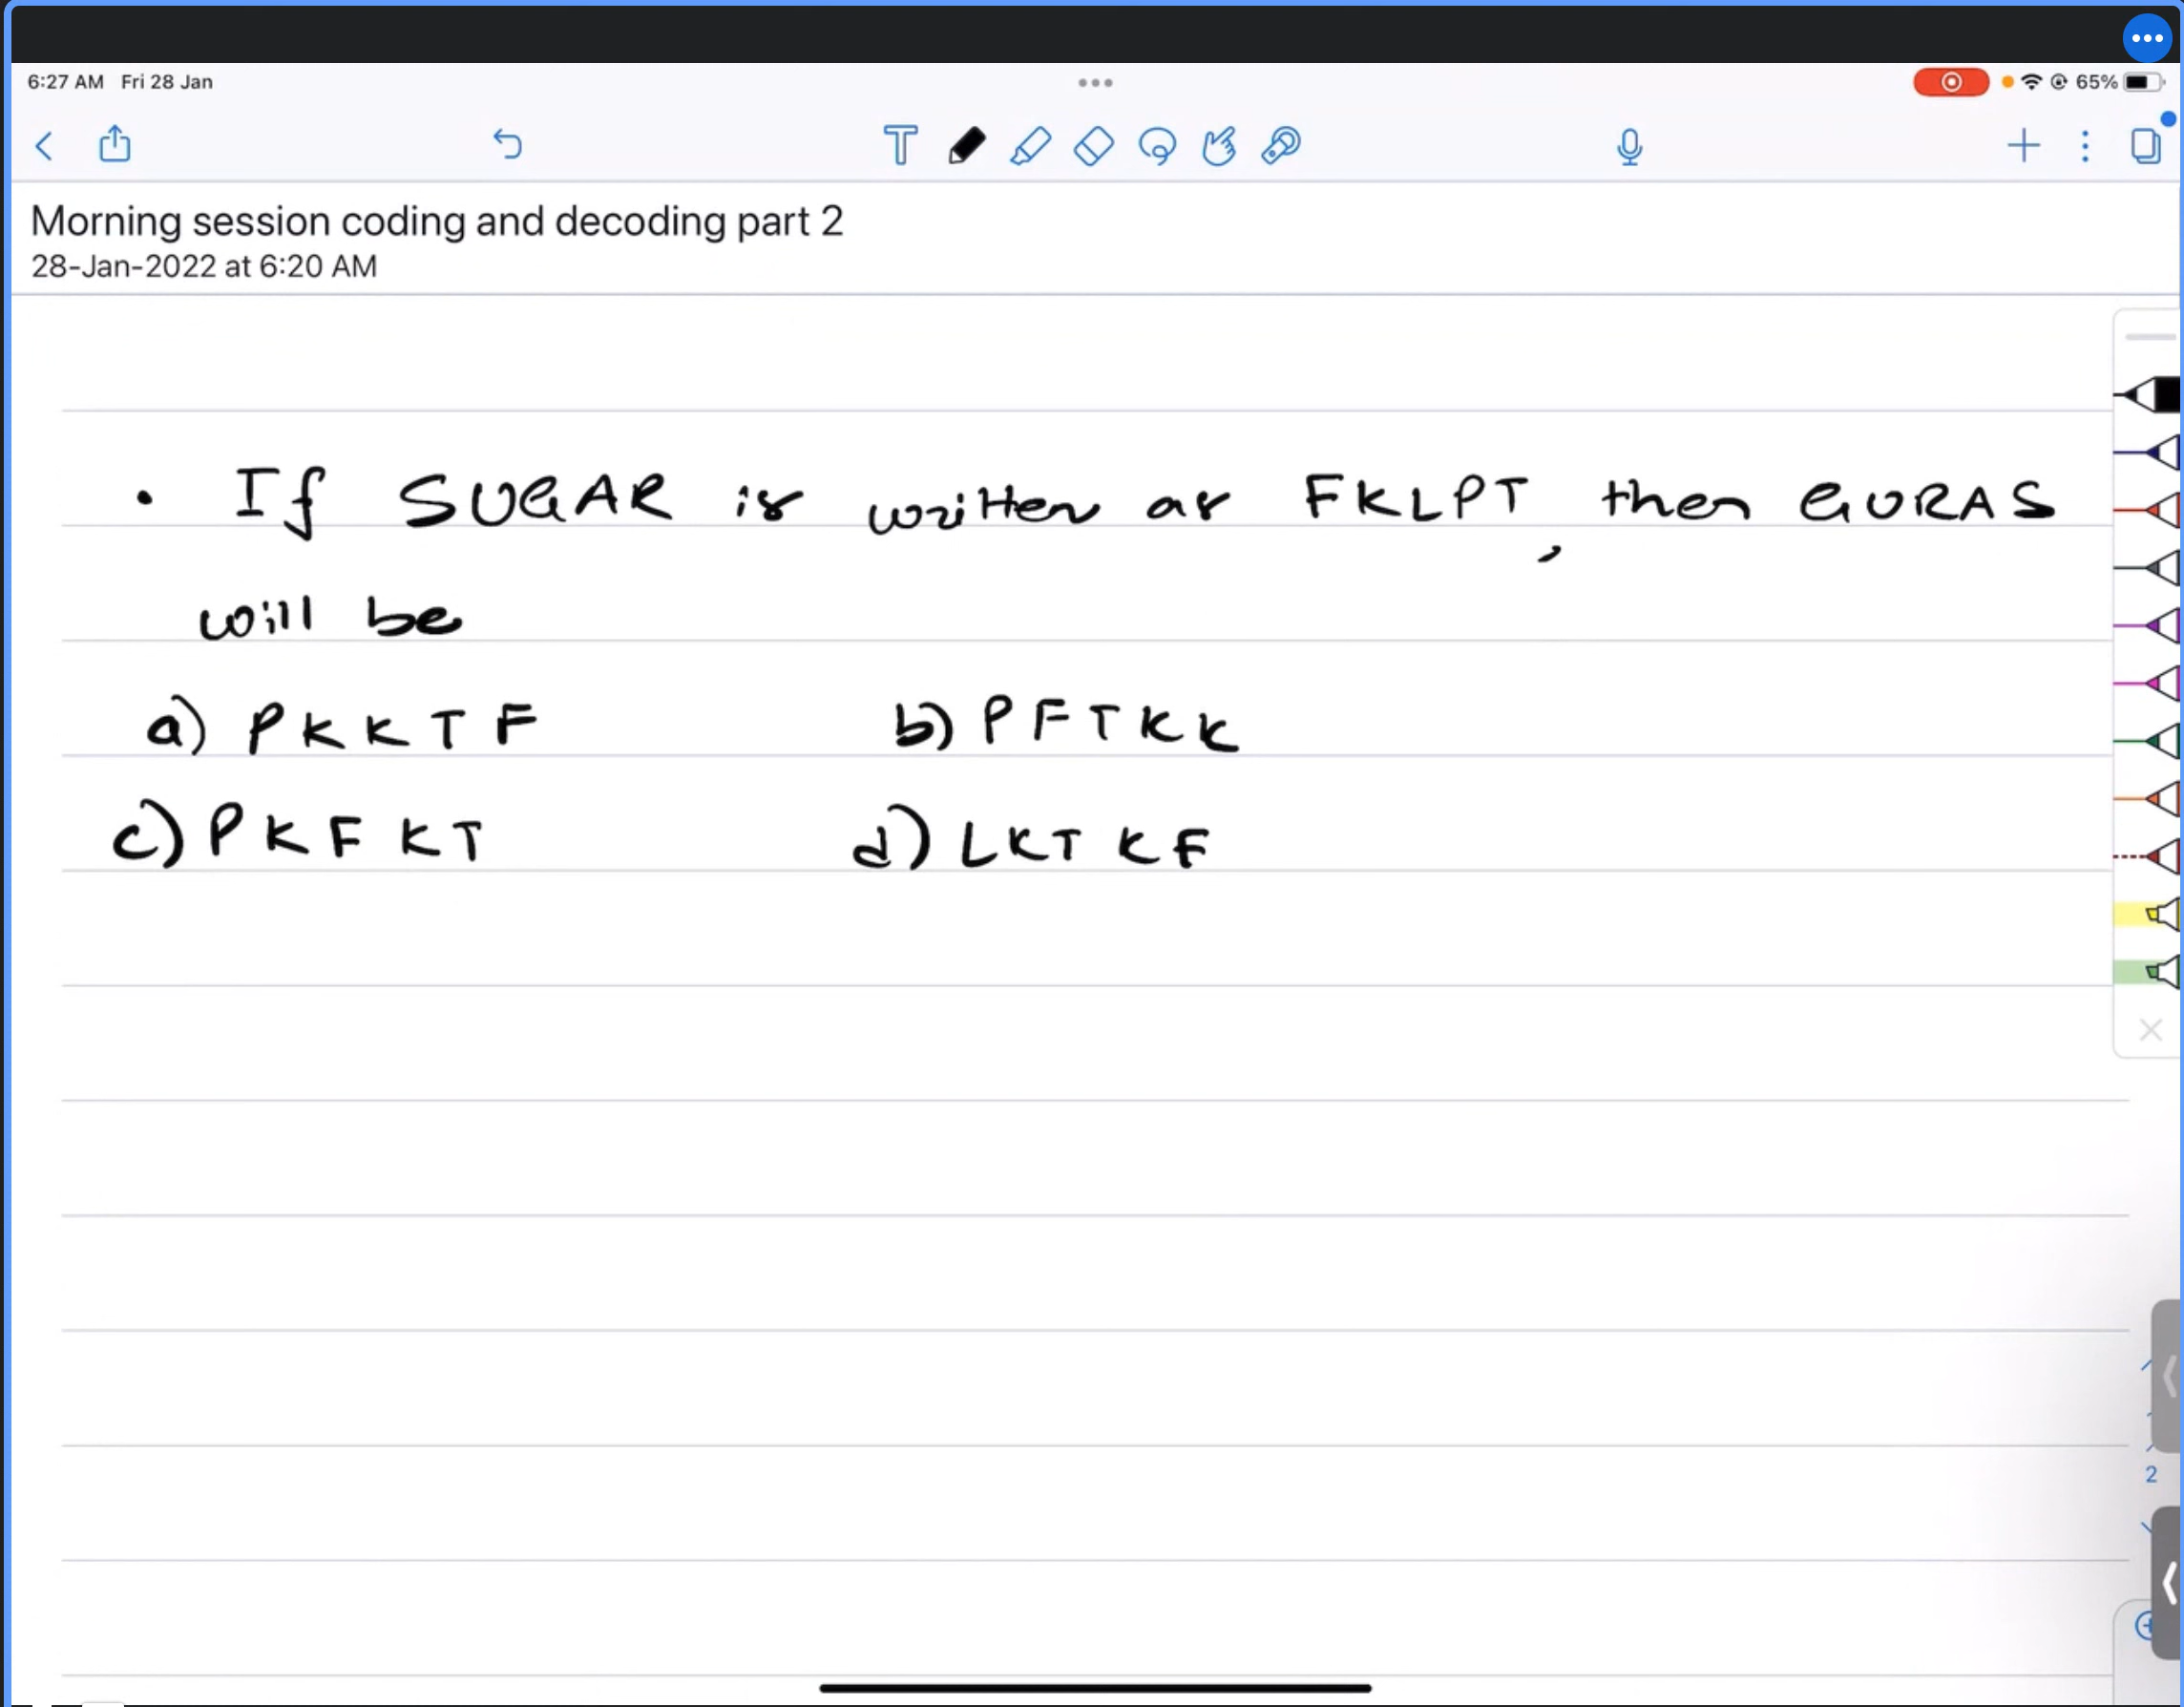 6:27 AM Fri 28 Jan
65%
Morning session coding and decoding part 2
28-Jan-2022 at 6:20 AM
• If SUGAR is written as FKLPT, then GURAS
will be
a) PKKTF b) PFTKK
c) PKFKT d) LKTKF
2